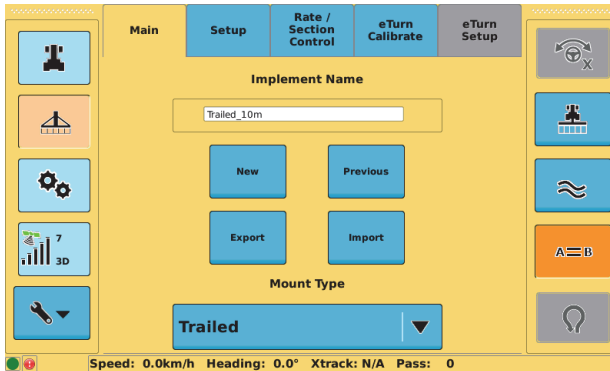 Main
Setup
Rate /
Section
Control
eTurn
Calibrate
eTurn
Setup
X
Implement Name
Trailed_10m
New
Previous
Export
Import
7
3D
A=B
Mount Type
Trailed
Speed: 0.0km/h Heading: 0.0° Xtrack: N/A Pass: 0